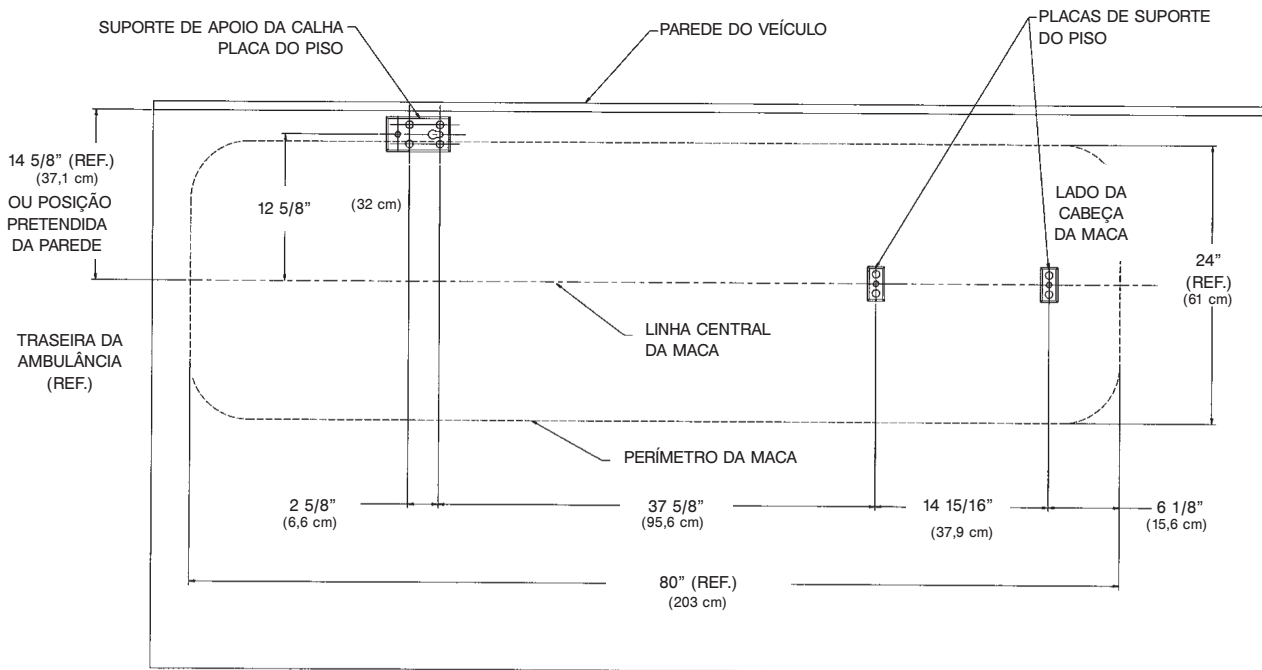 SUPORTE DE APOIO DA CALHA
PLACA DO PISO
PAREDE DO VEÍCULO
PLACAS DE SUPORTE
DO PISO
14 5/8” (REF.)
(37,1 cm)
OU POSIÇÃO
PRETENDIDA
DA PAREDE
12 5/8”
(32 cm)
LADO DA
CABEÇA
DA MACA
24”
(REF.)
(61 cm)
TRASEIRA DA
AMBULÂNCIA
(REF.)
LINHA CENTRAL
DA MACA
PERÍMETRO DA MACA
2 5/8”
(6,6 cm)
37 5/8”
(95,6 cm)
14 15/16”
(37,9 cm)
6 1/8”
(15,6 cm)
80” (REF.)
(203 cm)